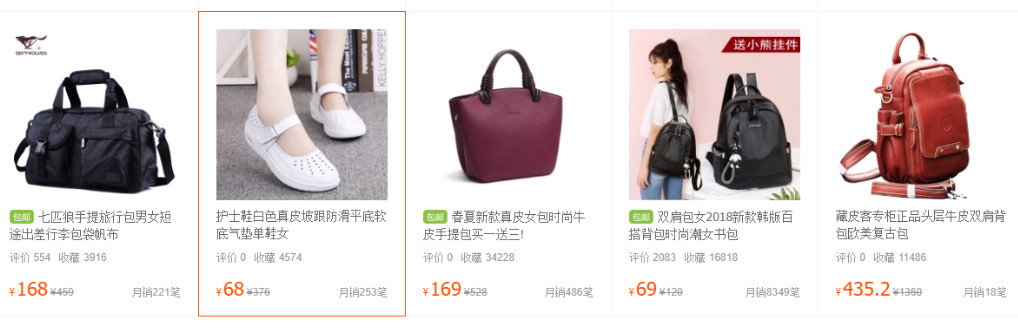 SEPTWOLVES
KELLY HOPPEN
送小熊挂件
包邮 七匹狼手提旅行包男女短
途出差行李包袋帆布
评价 554 收藏 3916
¥168 ¥459 月销221笔
护士鞋白色真皮坡跟防滑平底软
底气垫单鞋女
评价 0 收藏 4574
¥68 ¥376 月销253笔
包邮 春夏新款真皮女包时尚牛
皮手提包买一送三!
评价 0 收藏 34228
¥169 ¥528 月销486笔
包邮 双肩包女2018新款韩版百
搭背包时尚潮女书包
评价 2083 收藏 16818
¥69 ¥120 月销8349笔
藏皮客专柜正品头层牛皮双肩背
包欧美复古包
评价 0 收藏 11486
¥435.2 ¥1360 月销18笔